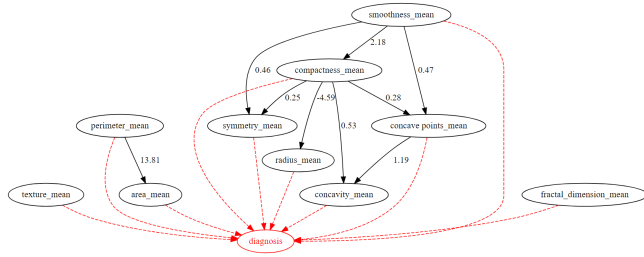 smoothness_mean
2.18
compactness_mean
0.46
0.47
0.25
-4.59
0.28
0.53
perimeter_mean
symmetry_mean
concave points_mean
13.81
radius_mean
1.19
texture_mean
area_mean
concavity_mean
fractal_dimension_mean
diagnosis